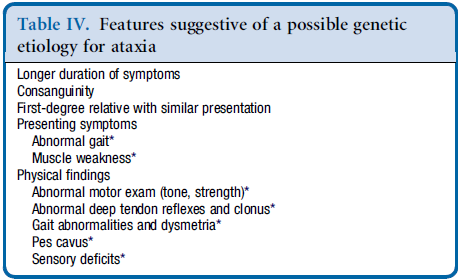 Table IV. Features suggestive of a possible genetic
etiology for ataxia
Longer duration of symptoms
Consanguinity
First-degree relative with similar presentation
Presenting symptoms
Abnormal gait*
Muscle weakness*
Physical findings
Abnormal motor exam (tone, strength)*
Abnormal deep tendon reflexes and clonus*
Gait abnormalities and dysmetria*
Pes cavus*
Sensory deficits*